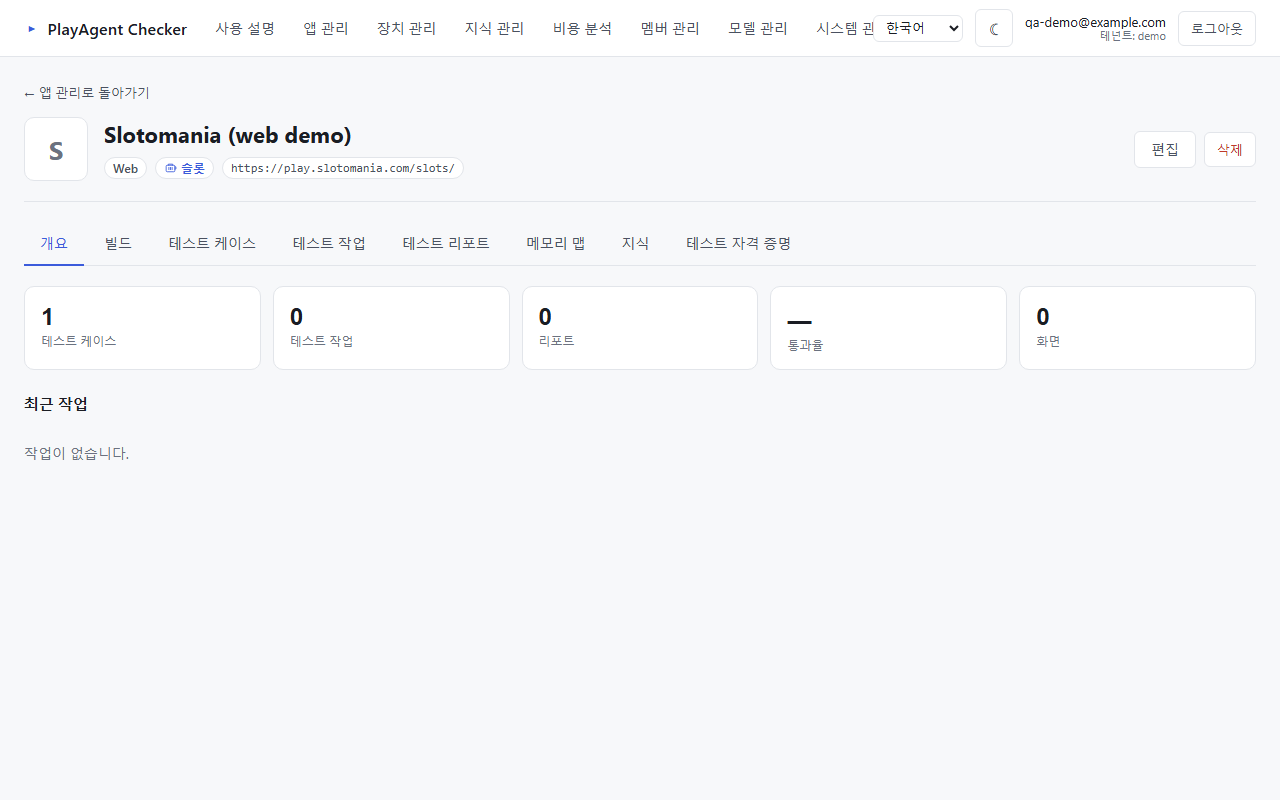 PlayAgent Checker 사용 설명 앱 관리 장치 관리 지식 관리 비용 분석 멤버 관리 모델 관리 시스템 관 한국어 qa-demo@example.com 로그아웃
테넌트: demo
← 앱 관리로 돌아가기
S
Slotomania (web demo)
Web 슬롯 https://play.slotomania.com/slots/
편집 삭제
개요 빌드 테스트 케이스 테스트 작업 테스트 리포트 메모리 맵 지식 테스트 자격 증명
1 0 0 — 0
테스트 케이스 테스트 작업 리포트 통과율 화면
최근 작업
작업이 없습니다.